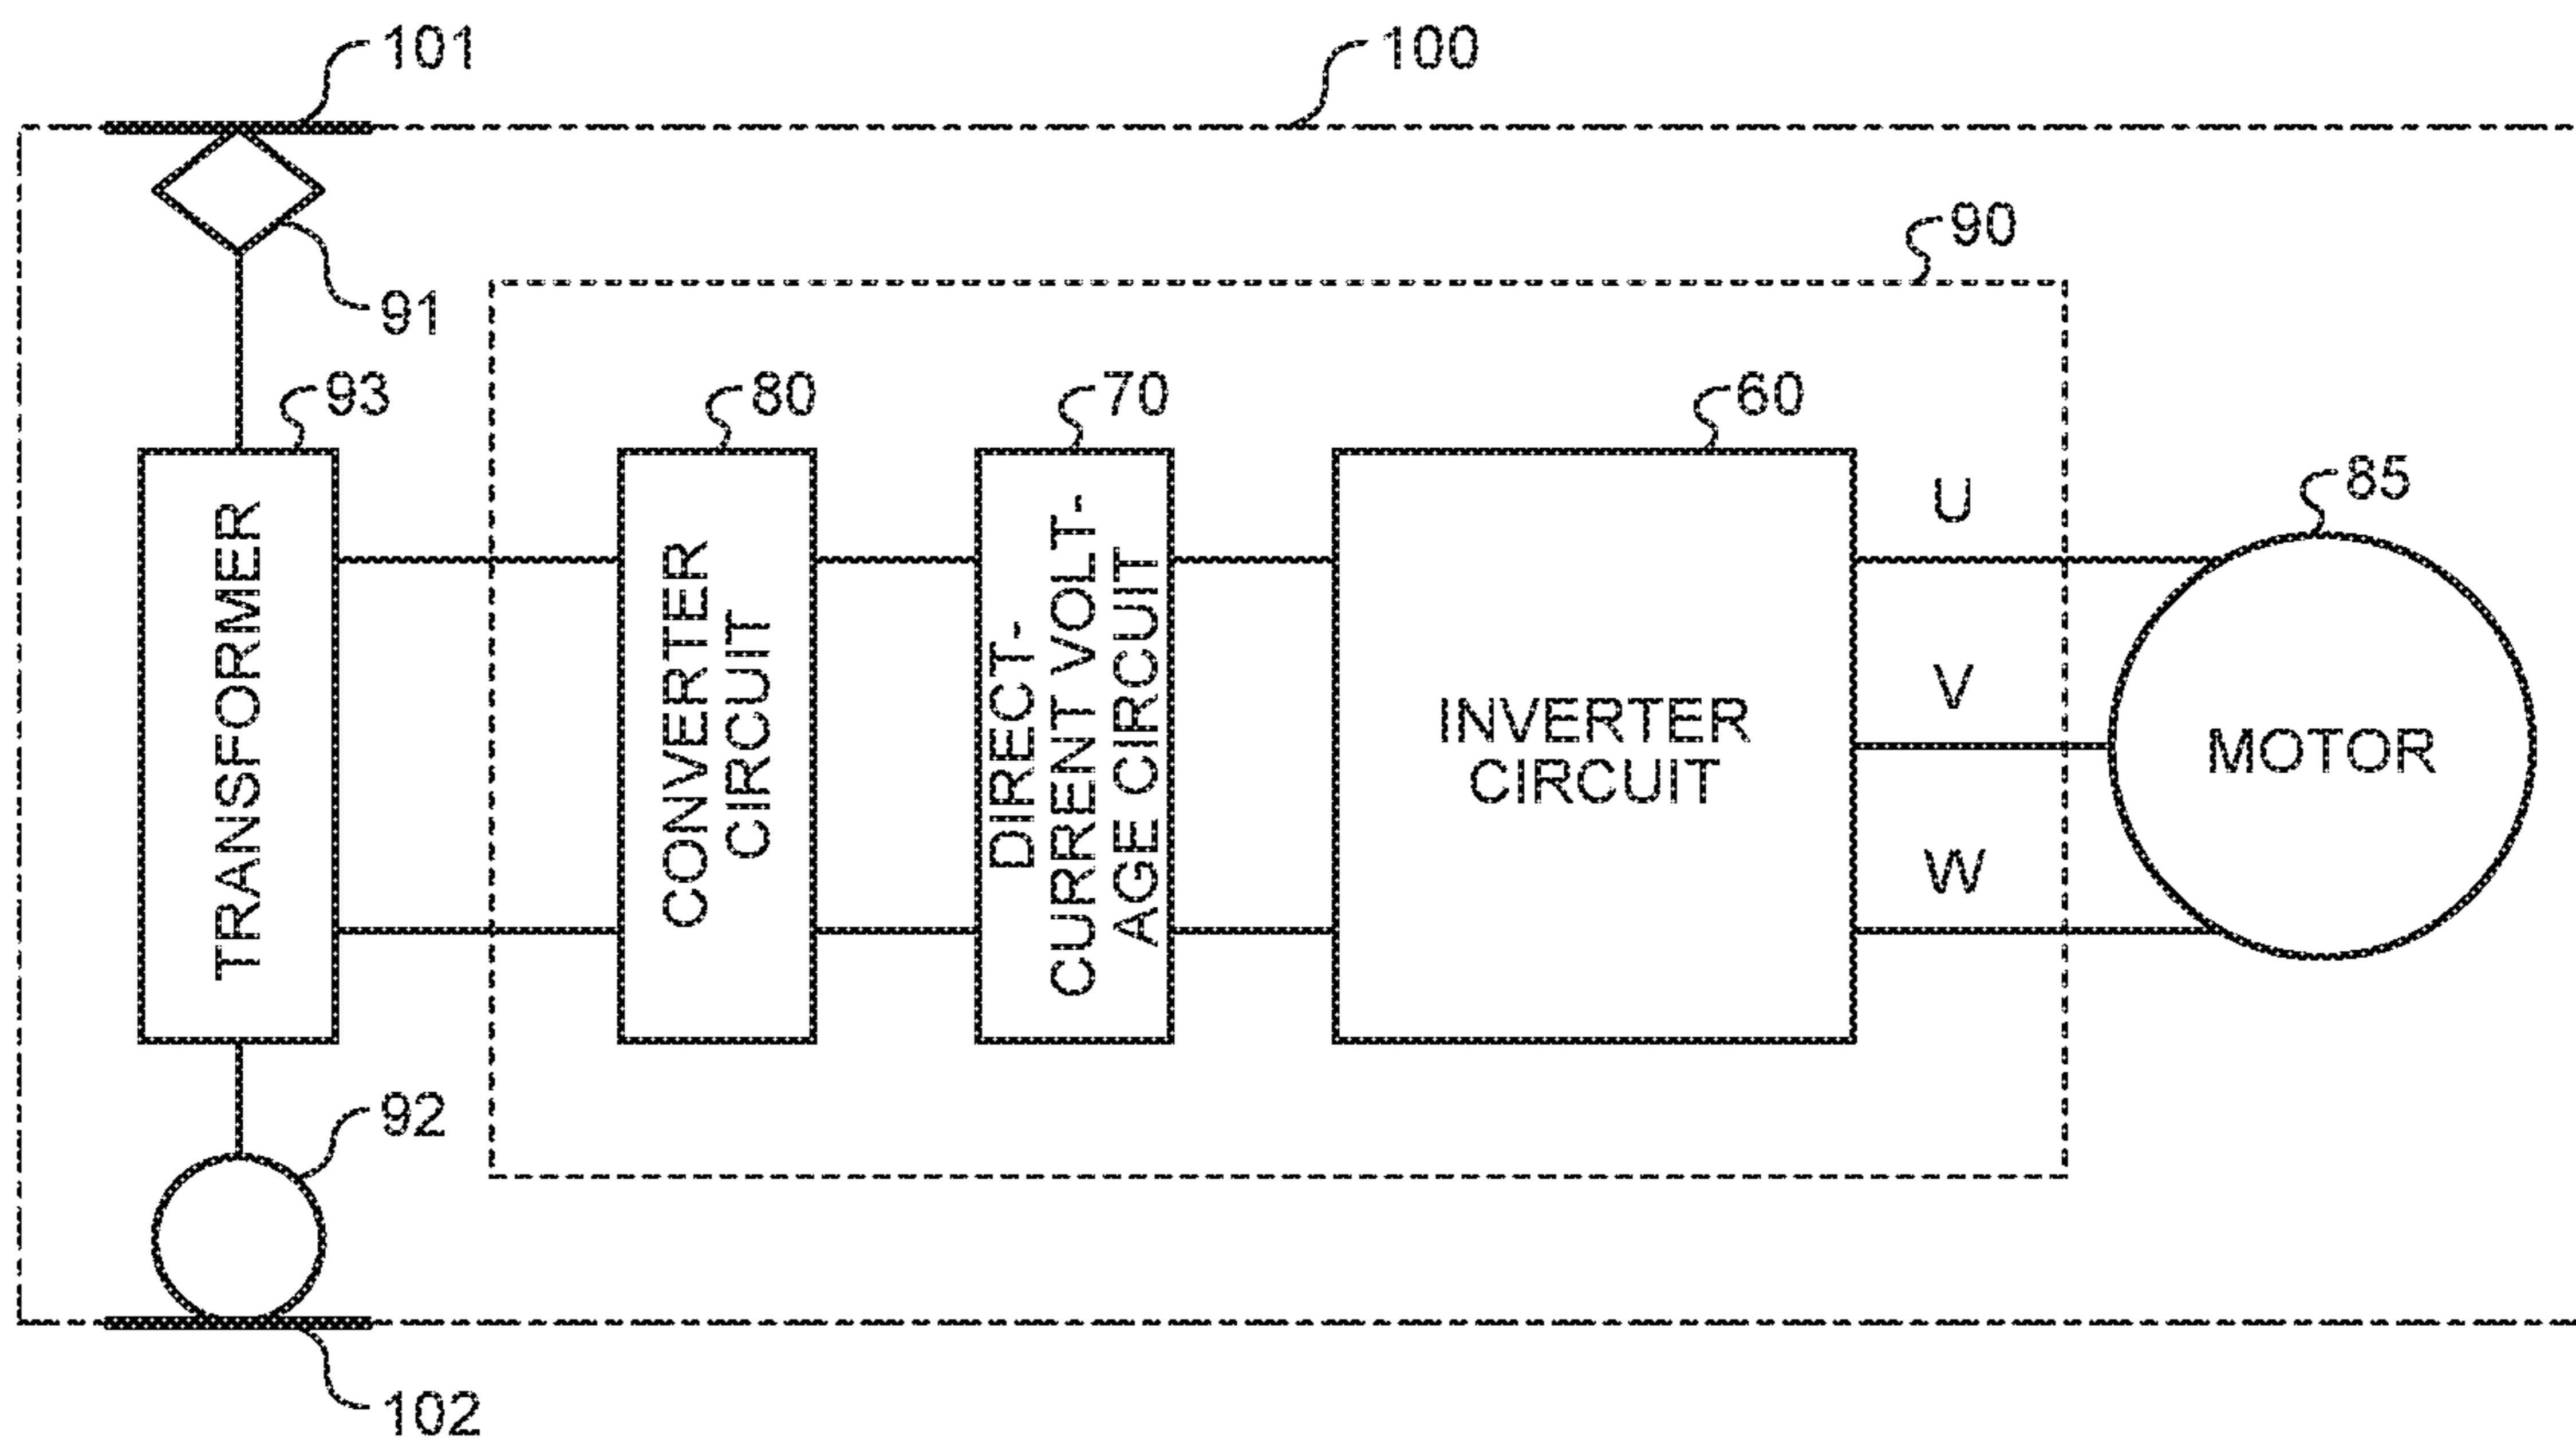 101
100
90
91
93
80
70
60
U
85
TRANSFORMER
CONVERTER
CIRCUIT
DIRECT-
CURRENT VOLT-
AGE CIRCUIT
INVERTER
CIRCUIT
V
MOTOR
W
92
102